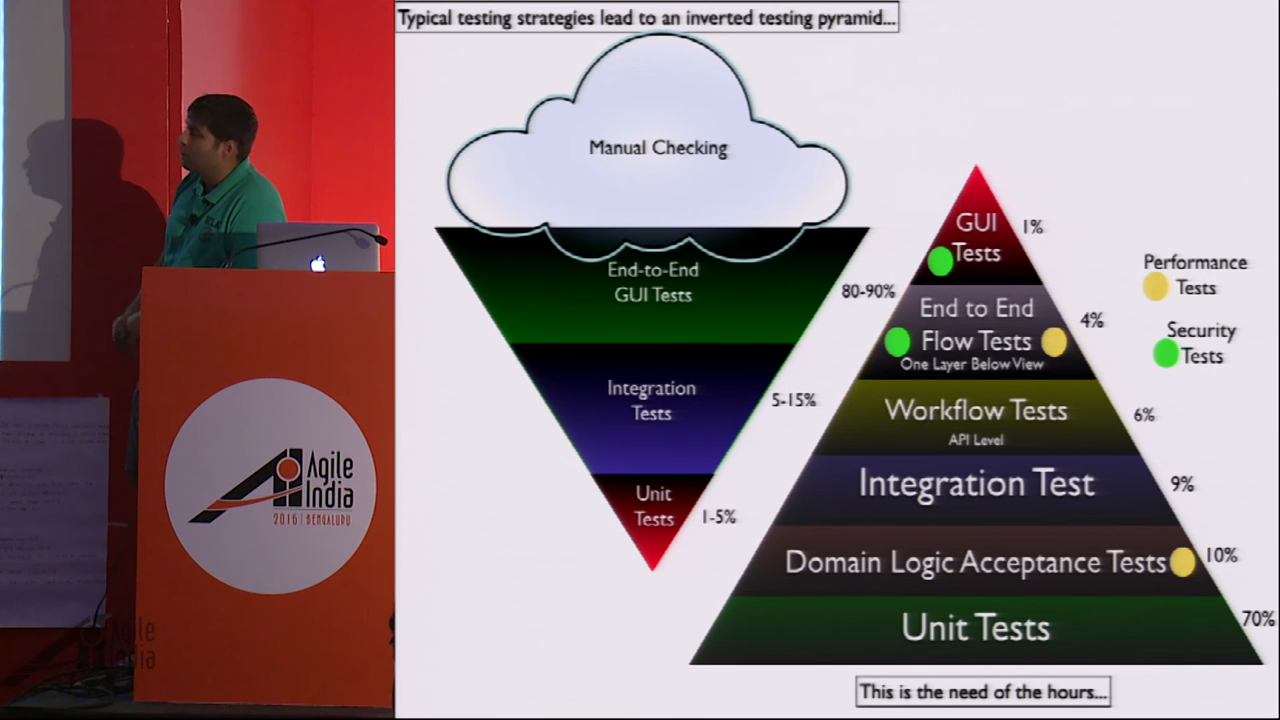 Typical testing strategies lead to an inverted testing pyramid...
Manual Checking
End-to-End
GUI Tests
80-90%
Integration
Tests
5-15%
Unit
Tests
1-5%
GUI
Tests
1%
End to End
Flow Tests
One Layer Below View
4%
Workflow Tests
API Level
6%
Integration Test
9%
Domain Logic Acceptance Tests
10%
Unit Tests
70%
Performance
Tests
Security
Tests
This is the need of the hours...
Agile
India
2016 | BENGALURU
Agile
India